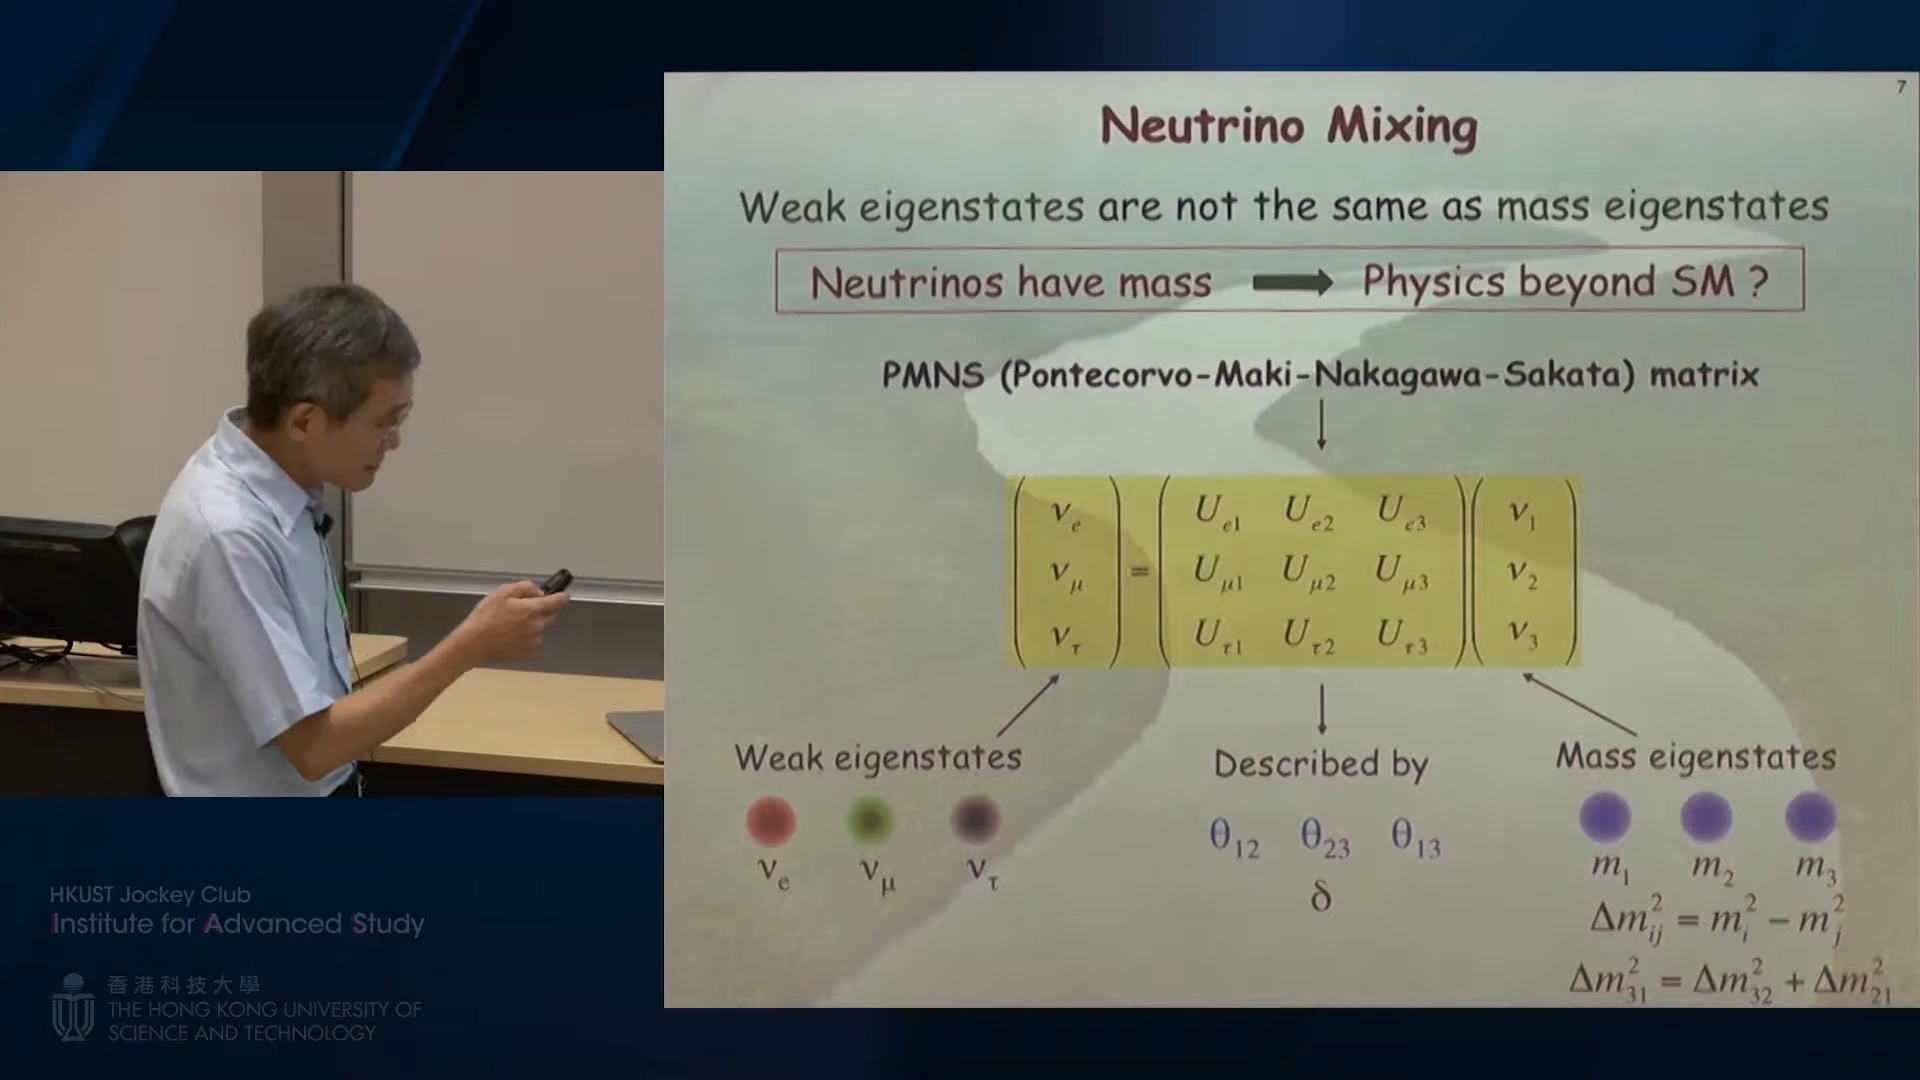 7
Neutrino Mixing
Weak eigenstates are not the same as mass eigenstates
Neutrinos have mass → Physics beyond SM ?
PMNS (Pontecorvo-Maki-Nakagawa-Sakata) matrix
ν_e U_e1 U_e2 U_e3 ν_1
ν_μ = U_μ1 U_μ2 U_μ3 ν_2
ν_τ U_τ1 U_τ2 U_τ3 ν_3
Weak eigenstates
ν_e ν_μ ν_τ
Described by
θ_12 θ_23 θ_13
δ
Mass eigenstates
m_1 m_2 m_3
Δm²_ij = m²_i − m²_j
Δm²_31 = Δm²_32 + Δm²_21
HKUST Jockey Club
Institute for Advanced Study
香港科技大學
THE HONG KONG UNIVERSITY OF
SCIENCE AND TECHNOLOGY